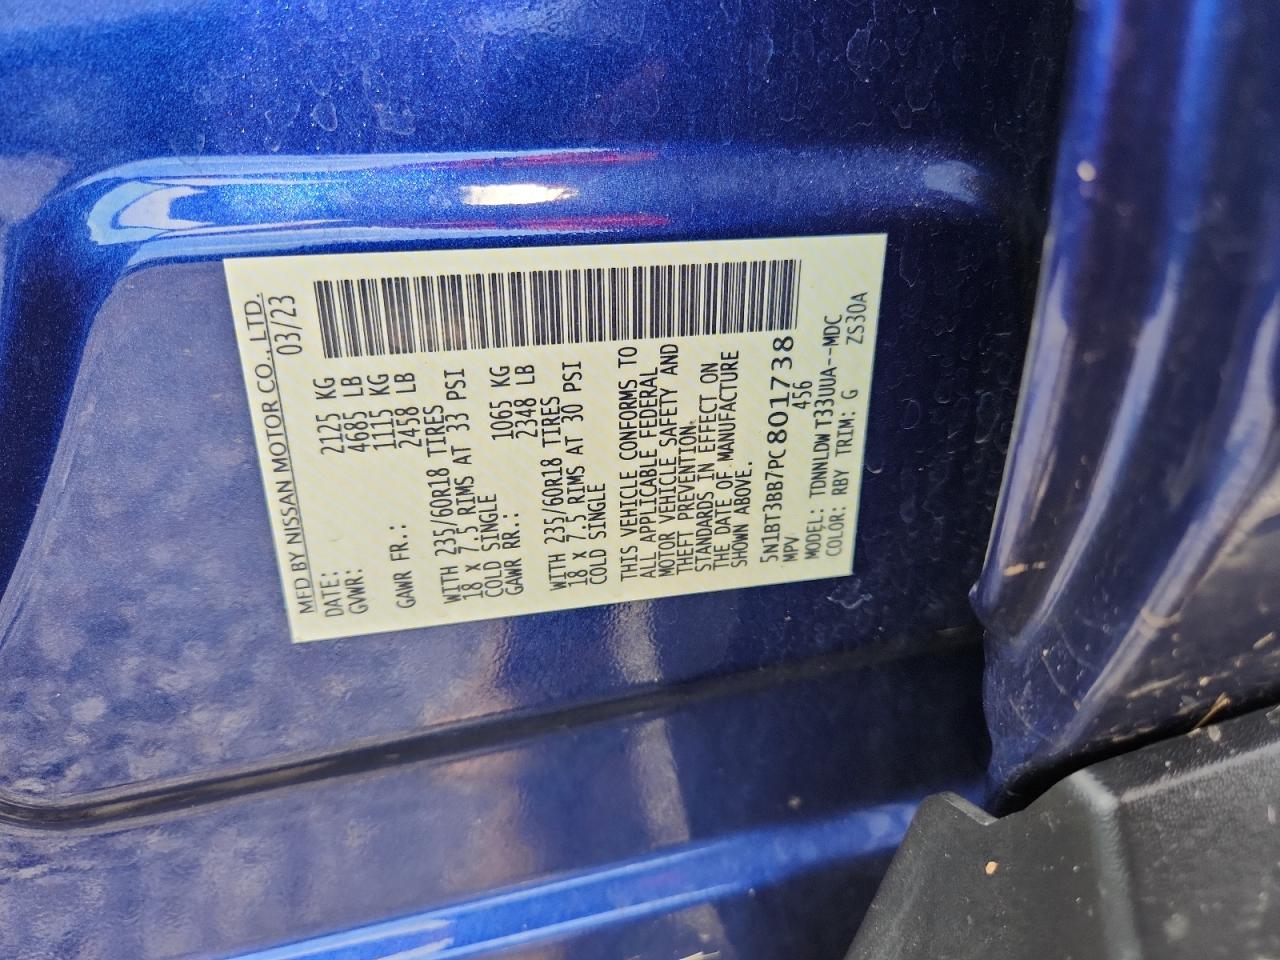 MFD BY NISSAN MOTOR CO., LTD.
DATE: 03/23
GVWR: 2125 KG
4685 LB
GAWR FR.: 1115 KG
2458 LB
WITH 235/60R18 TIRES
18 X 7.5 RIMS AT 33 PSI
COLD SINGLE
GAWR RR.: 1065 KG
2348 LB
WITH 235/60R18 TIRES
18 X 7.5 RIMS AT 30 PSI
COLD SINGLE
THIS VEHICLE CONFORMS TO
ALL APPLICABLE FEDERAL
MOTOR VEHICLE SAFETY AND
THEFT PREVENTION
STANDARDS IN EFFECT ON
THE DATE OF MANUFACTURE
SHOWN ABOVE.
5N1BT3BB7PC801738
MPV 456
MODEL: TDNNLDW T33UUA--MDC
COLOR: RBY TRIM: G ZS30A